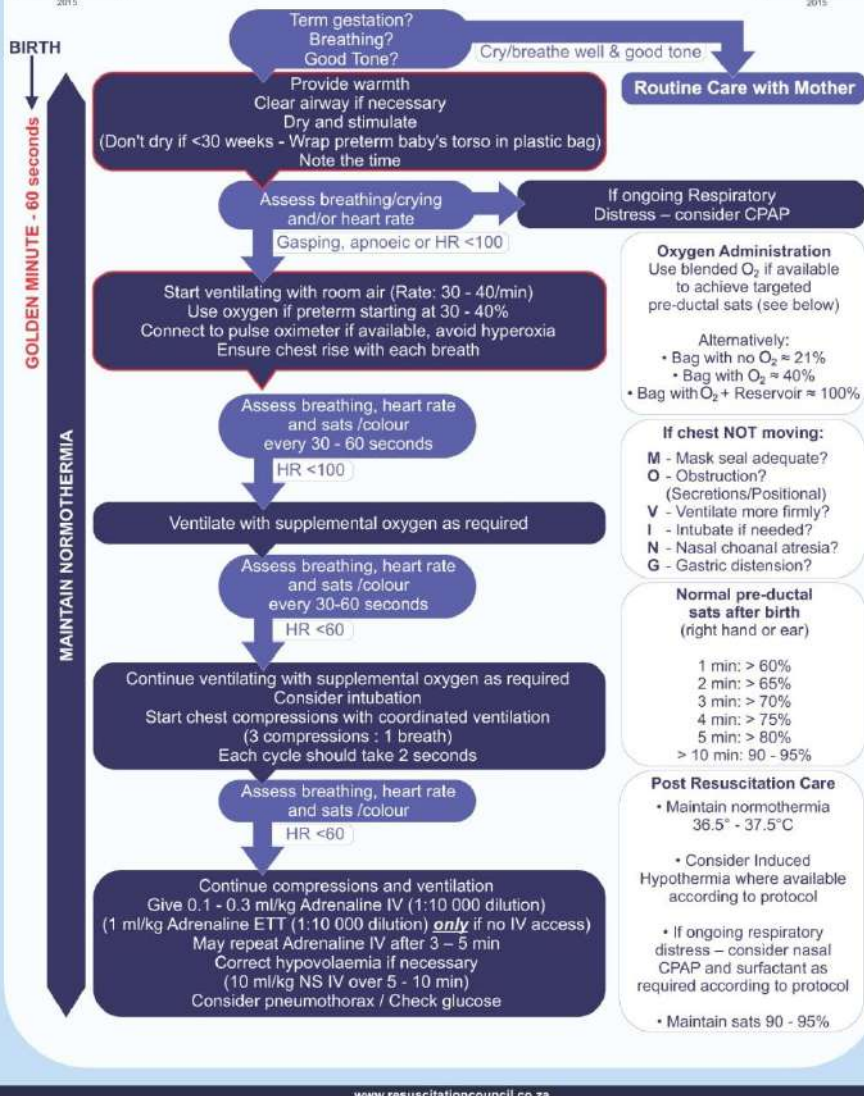 2015
2015
BIRTH
GOLDEN MINUTE - 60 seconds
MAINTAIN NORMOTHERMIA
Term gestation?
Breathing?
Good Tone?
Cry/breathe well & good tone
Routine Care with Mother
Provide warmth
Clear airway if necessary
Dry and stimulate
(Don't dry if <30 weeks - Wrap preterm baby's torso in plastic bag)
Note the time
Assess breathing/crying
and/or heart rate
If ongoing Respiratory
Distress – consider CPAP
Gasping, apnoeic or HR <100
Start ventilating with room air (Rate: 30 - 40/min)
Use oxygen if preterm starting at 30 - 40%
Connect to pulse oximeter if available, avoid hyperoxia
Ensure chest rise with each breath
Assess breathing, heart rate
and sats /colour
every 30 - 60 seconds
HR <100
Ventilate with supplemental oxygen as required
Assess breathing, heart rate
and sats /colour
every 30-60 seconds
HR <60
Continue ventilating with supplemental oxygen as required
Consider intubation
Start chest compressions with coordinated ventilation
(3 compressions : 1 breath)
Each cycle should take 2 seconds
Assess breathing, heart rate
and sats /colour
HR <60
Continue compressions and ventilation
Give 0.1 - 0.3 ml/kg Adrenaline IV (1:10 000 dilution)
(1 ml/kg Adrenaline ETT (1:10 000 dilution) only if no IV access)
May repeat Adrenaline IV after 3 – 5 min
Correct hypovolaemia if necessary
(10 ml/kg NS IV over 5 - 10 min)
Consider pneumothorax / Check glucose
Oxygen Administration
Use blended O₂ if available
to achieve targeted
pre-ductal sats (see below)
Alternatively:
• Bag with no O₂ ≈ 21%
• Bag with O₂ ≈ 40%
• Bag with O₂ + Reservoir ≈ 100%
If chest NOT moving:
M - Mask seal adequate?
O - Obstruction?
(Secretions/Positional)
V - Ventilate more firmly?
I - Intubate if needed?
N - Nasal choanal atresia?
G - Gastric distension?
Normal pre-ductal
sats after birth
(right hand or ear)
1 min: > 60%
2 min: > 65%
3 min: > 70%
4 min: > 75%
5 min: > 80%
> 10 min: 90 - 95%
Post Resuscitation Care
• Maintain normothermia
36.5° - 37.5°C
• Consider Induced
Hypothermia where available
according to protocol
• If ongoing respiratory
distress – consider nasal
CPAP and surfactant as
required according to protocol
• Maintain sats 90 - 95%
www.resuscitationcouncil.co.za